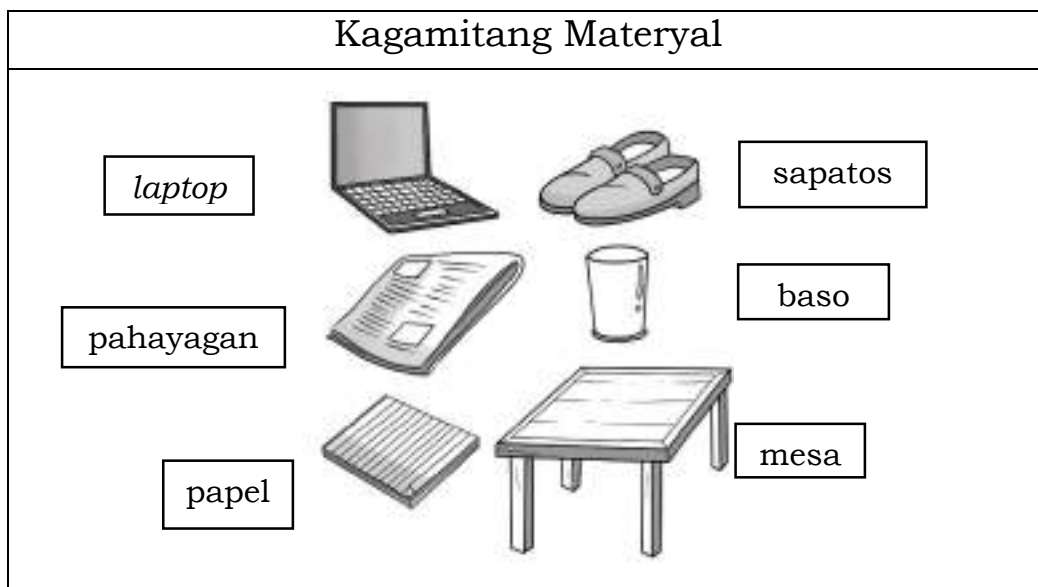 Kagamitang Materyal
laptop
sapatos
pahayagan
baso
papel
mesa